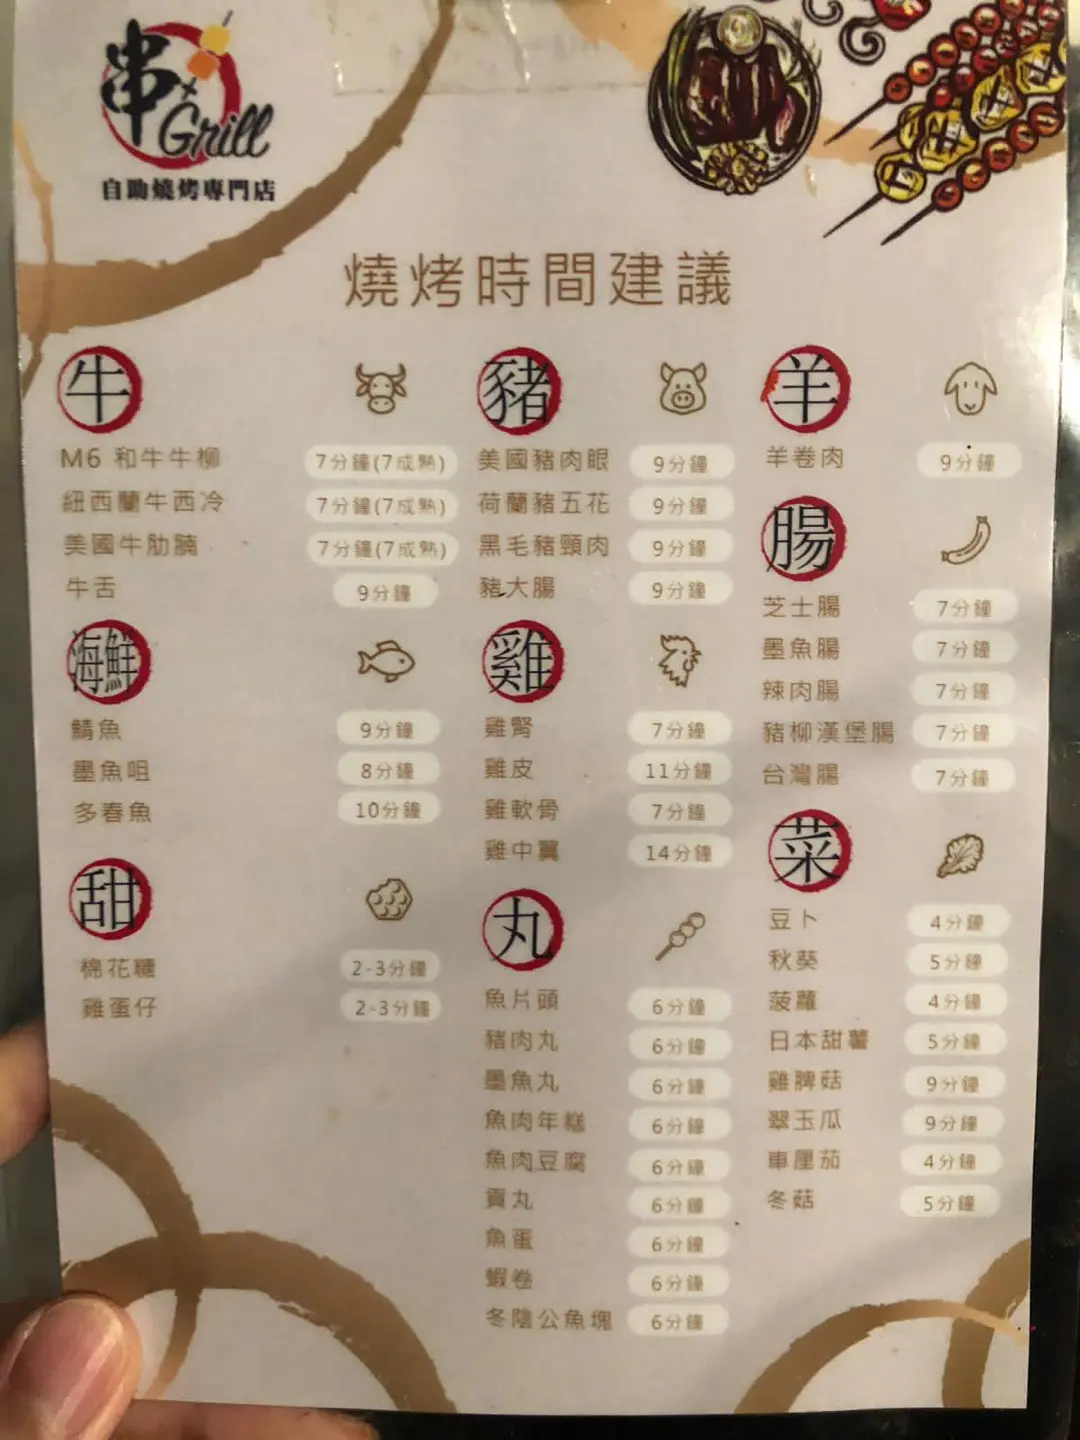 串
×
Grill
自助燒烤專門店
燒烤時間建議
牛
M6 和牛牛柳 7分鐘(7成熟)
紐西蘭牛西冷 7分鐘(7成熟)
美國牛肋腩 7分鐘(7成熟)
牛舌 9分鐘
海鮮
鯖魚 9分鐘
墨魚咀 8分鐘
多春魚 10分鐘
甜
棉花糖 2-3分鐘
雞蛋仔 2-3分鐘
豬
美國豬肉眼 9分鐘
荷蘭豬五花 9分鐘
黑毛豬頸肉 9分鐘
豬大腸 9分鐘
雞
雞腎 7分鐘
雞皮 11分鐘
雞軟骨 7分鐘
雞中翼 14分鐘
丸
魚片頭 6分鐘
豬肉丸 6分鐘
墨魚丸 6分鐘
魚肉年糕 6分鐘
魚肉豆腐 6分鐘
貢丸 6分鐘
魚蛋 6分鐘
蝦卷 6分鐘
冬陰公魚塊 6分鐘
羊
羊卷肉 9分鐘
腸
芝士腸 7分鐘
墨魚腸 7分鐘
辣肉腸 7分鐘
豬柳漢堡腸 7分鐘
台灣腸 7分鐘
菜
豆卜 4分鐘
秋葵 5分鐘
菠蘿 4分鐘
日本甜薯 5分鐘
雞脾菇 9分鐘
翠玉瓜 9分鐘
車厘茄 4分鐘
冬菇 5分鐘